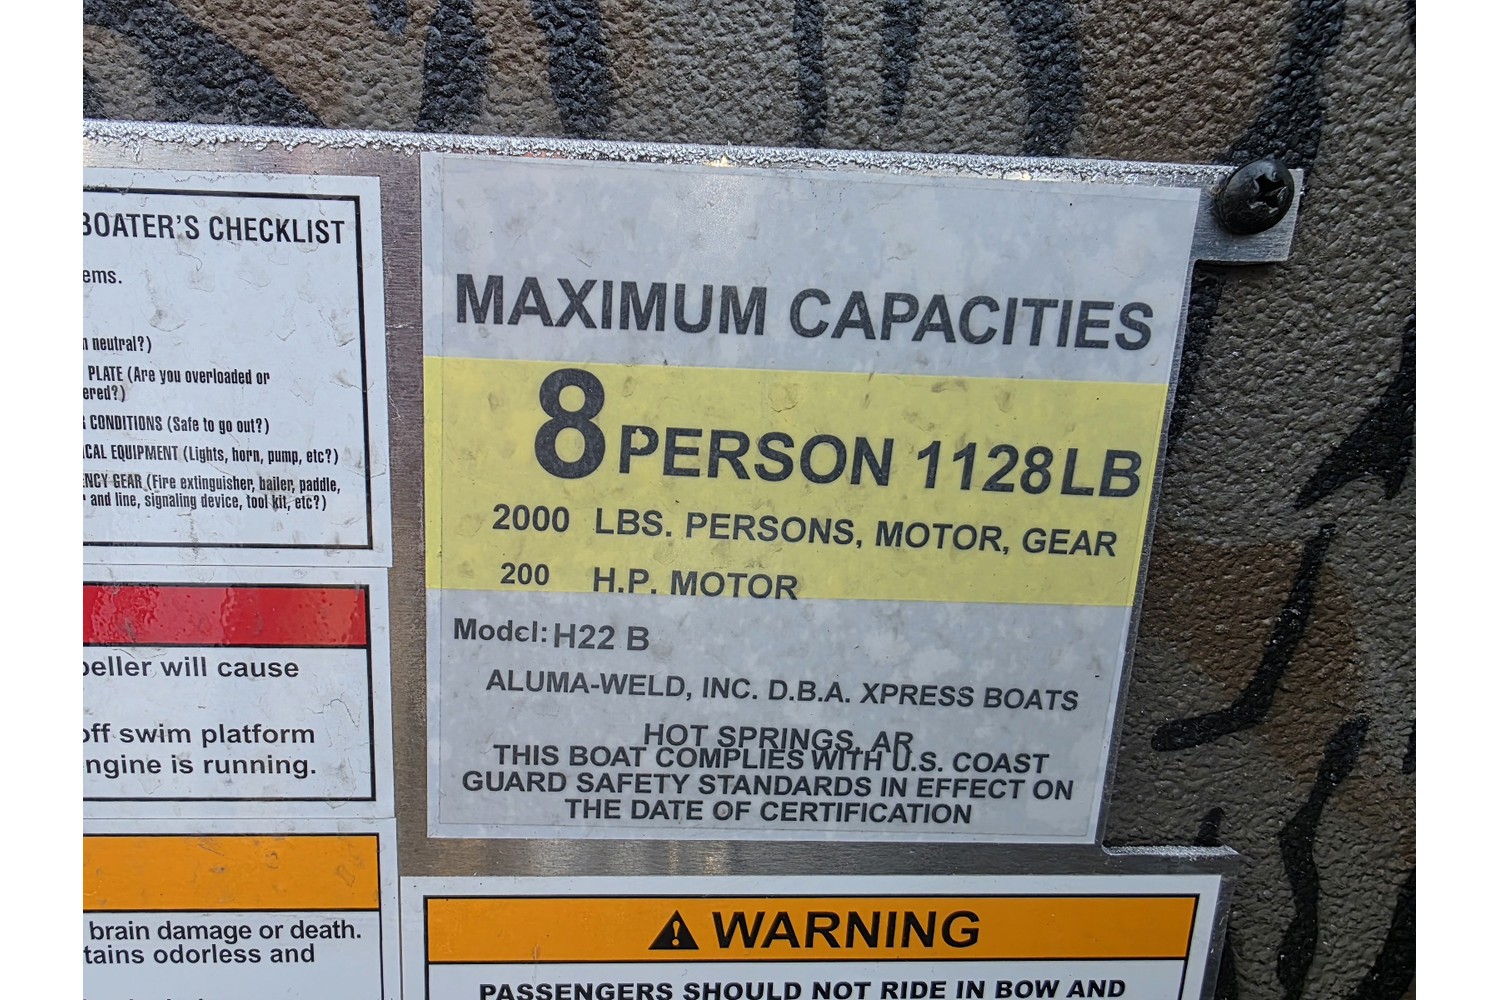 BOATER'S CHECKLIST
ems.
neutral?)
PLATE (Are you overloaded or
ered?)
CONDITIONS (Safe to go out?)
CAL EQUIPMENT (Lights, horn, pump, etc?)
NCY GEAR (Fire extinguisher, bailer, paddle,
and line, signaling device, tool kit, etc?)
peller will cause
off swim platform
ngine is running.
brain damage or death.
tains odorless and
MAXIMUM CAPACITIES
8 PERSON 1128 LB
2000 LBS. PERSONS, MOTOR, GEAR
200 H.P. MOTOR
Model: H22 B
ALUMA-WELD, INC. D.B.A. XPRESS BOATS
HOT SPRINGS, AR
THIS BOAT COMPLIES WITH U.S. COAST
GUARD SAFETY STANDARDS IN EFFECT ON
THE DATE OF CERTIFICATION
WARNING
PASSENGERS SHOULD NOT RIDE IN BOW AND